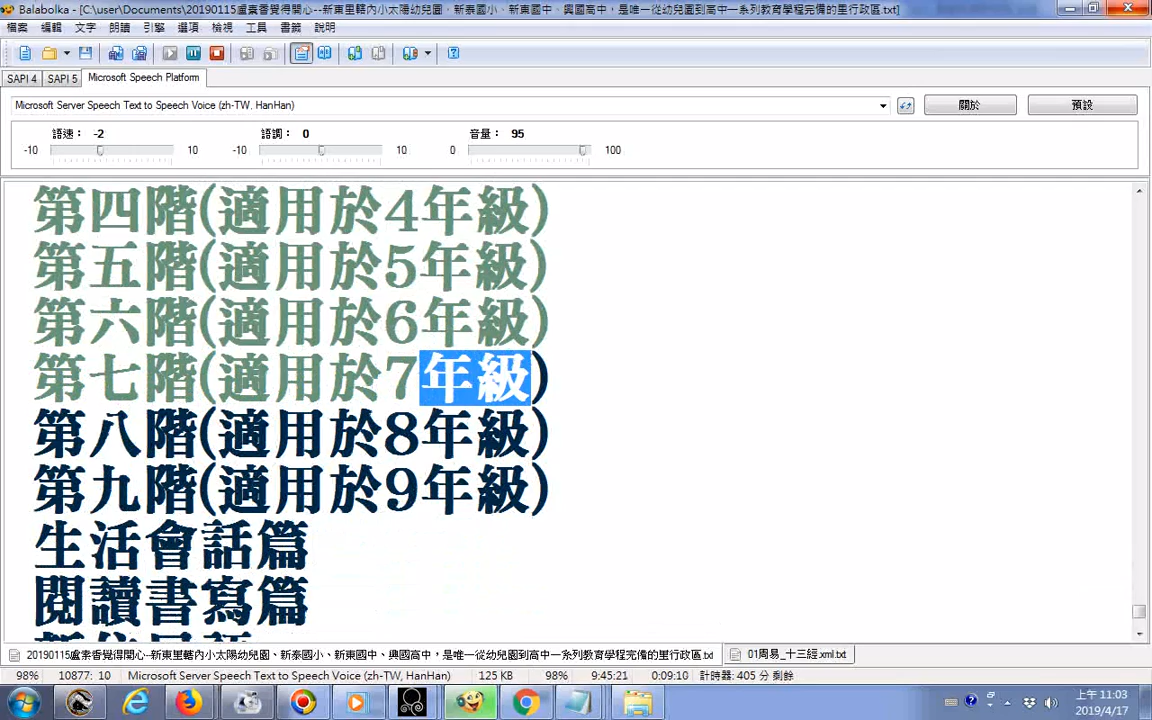 Balabolka - [C:\user\Documents\20190115盧素香覺得開心--新東里轄內小太陽幼兒園、新泰國小、新東國中、興國高中，是唯一從幼兒園到高中一系列教育學程完備的里行政區.txt]
檔案 編輯 文字 朗讀 引擎 選項 檢視 工具 書籤 說明
SAPI 4 SAPI 5 Microsoft Speech Platform
Microsoft Server Speech Text to Speech Voice (zh-TW, HanHan) 關於 預設
語速： -2 語調： 0 音量： 95
-10 10 -10 10 0 100
第四階(適用於4年級)
第五階(適用於5年級)
第六階(適用於6年級)
第七階(適用於7年級)
第八階(適用於8年級)
第九階(適用於9年級)
生活會話篇
閱讀書寫篇
20190115盧素香覺得開心--新東里轄內小太陽幼兒園、新泰國小、新東國中、興國高中，是唯一從幼兒園到高中一系列教育學程完備的里行政區.txt 01周易_十三經.xml.txt
98% 10877: 10 Microsoft Server Speech Text to Speech Voice (zh-TW, HanHan) 125 KB 98% 9:45:21 0:09:10 計時器: 405 分 剩餘
上午 11:03
2019/4/17